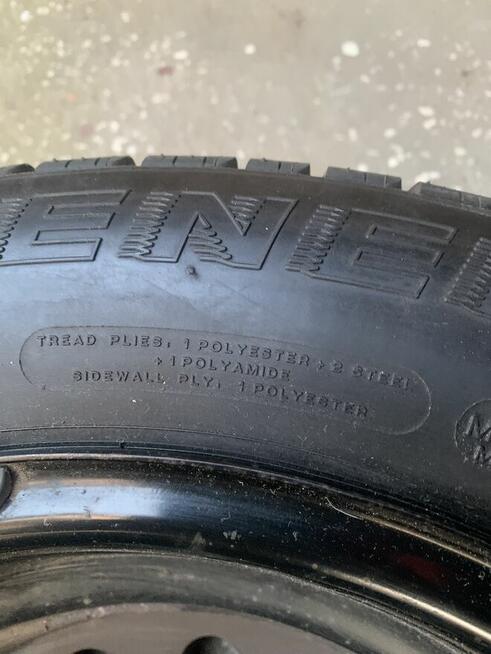 ENE
TREAD PLIES: 1 POLYESTER + 2 STEEL
+ 1 POLYAMIDE
SIDEWALL PLY: 1 POLYESTER
M
M